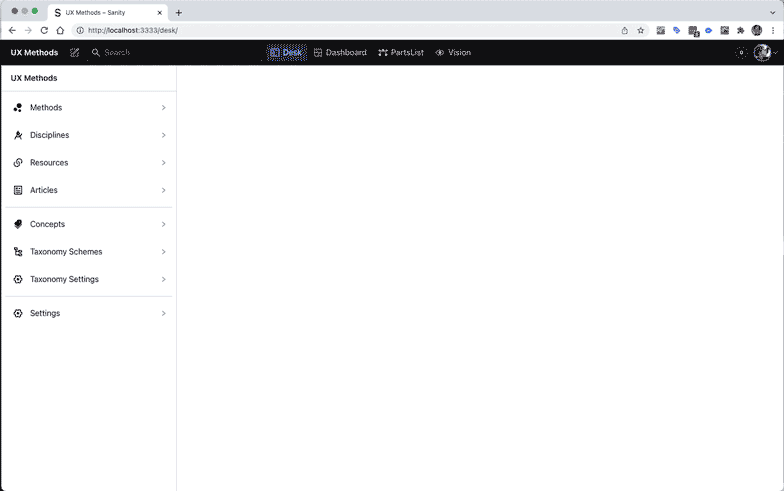 UX Methods – Sanity
http://localhost:3333/desk/
UX Methods Search Desk Dashboard PartsList Vision
UX Methods
Methods
Disciplines
Resources
Articles
Concepts
Taxonomy Schemes
Taxonomy Settings
Settings